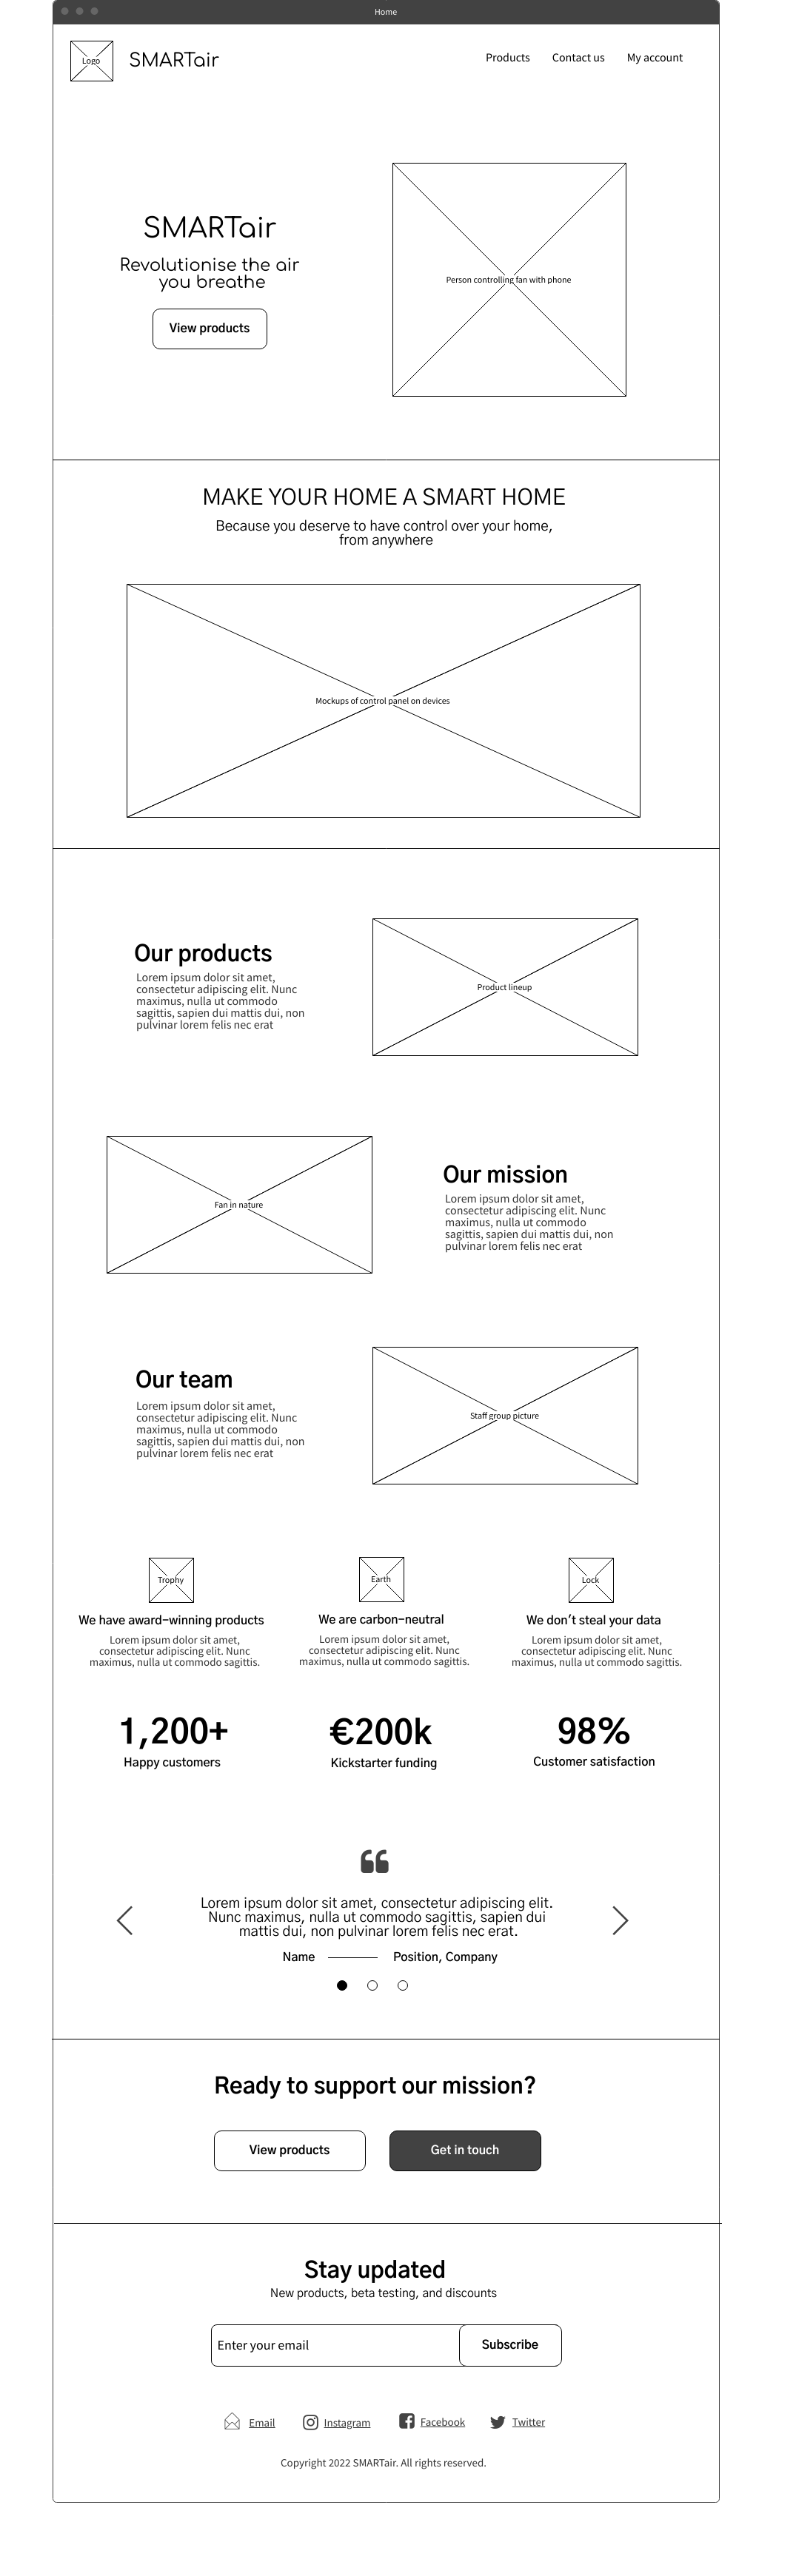 Home
Logo
SMARTair
Products
Contact us
My account
SMARTair
Revolutionise the air
you breathe
View products
Person controlling fan with phone
MAKE YOUR HOME A SMART HOME
Because you deserve to have control over your home,
from anywhere
Mockups of control panel on devices
Our products
Lorem ipsum dolor sit amet,
consectetur adipiscing elit. Nunc
maximus, nulla ut commodo
sagittis, sapien dui mattis dui, non
pulvinar lorem felis nec erat
Product lineup
Fan in nature
Our mission
Lorem ipsum dolor sit amet,
consectetur adipiscing elit. Nunc
maximus, nulla ut commodo
sagittis, sapien dui mattis dui, non
pulvinar lorem felis nec erat
Our team
Lorem ipsum dolor sit amet,
consectetur adipiscing elit. Nunc
maximus, nulla ut commodo
sagittis, sapien dui mattis dui, non
pulvinar lorem felis nec erat
Staff group picture
Trophy
We have award-winning products
Lorem ipsum dolor sit amet,
consectetur adipiscing elit. Nunc
maximus, nulla ut commodo sagittis.
Earth
We are carbon-neutral
Lorem ipsum dolor sit amet,
consectetur adipiscing elit. Nunc
maximus, nulla ut commodo sagittis.
Lock
We don't steal your data
Lorem ipsum dolor sit amet,
consectetur adipiscing elit. Nunc
maximus, nulla ut commodo sagittis.
1,200+
Happy customers
€200k
Kickstarter funding
98%
Customer satisfaction
Lorem ipsum dolor sit amet, consectetur adipiscing elit.
Nunc maximus, nulla ut commodo sagittis, sapien dui
mattis dui, non pulvinar lorem felis nec erat.
Name
Position, Company
Ready to support our mission?
View products
Get in touch
Stay updated
New products, beta testing, and discounts
Enter your email
Subscribe
Email
Instagram
Facebook
Twitter
Copyright 2022 SMARTair. All rights reserved.